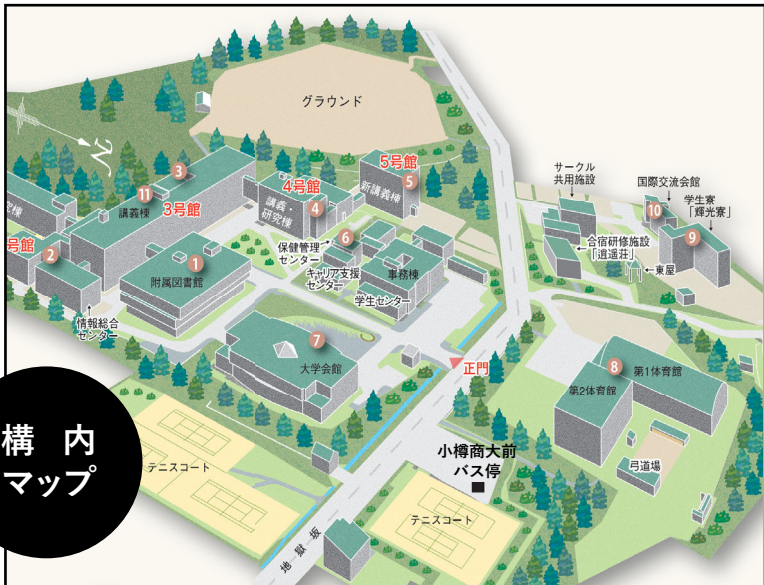 グラウンド
N
3
11
講義棟
3号館
究棟
号館
2
1
附属図書館
情報総合
センター
4号館
講義・
研究棟
4
5号館
新講義棟
5
6
保健管理
センター
キャリア支援
センター
事務棟
学生センター
7
大学会館
正門
サークル
共用施設
国際交流会館
10
学生寮
「輝光寮」
9
合宿研修施設
「逍遥荘」
東屋
8
第1体育館
第2体育館
弓道場
小樽商大前
バス停
テニスコート
テニスコート
地獄坂
構内
マップ